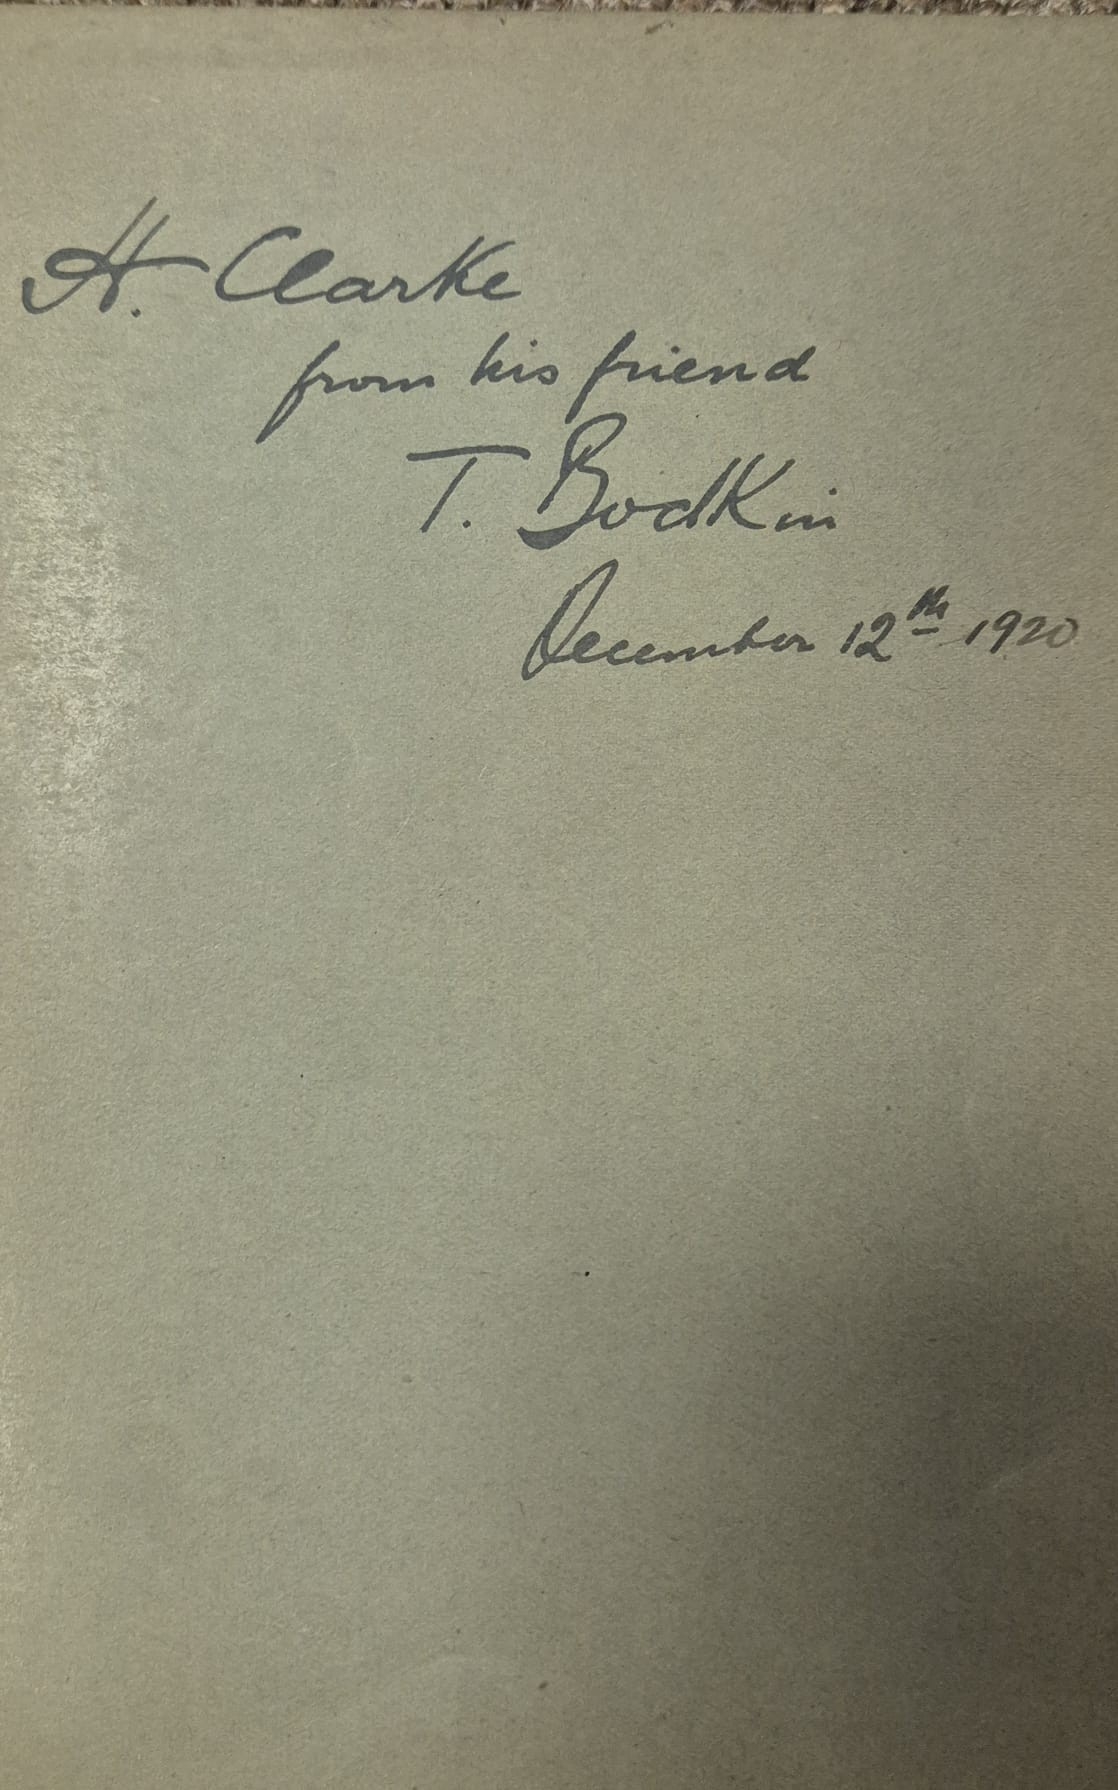 H. Clarke
from his friend
T. Bodkin
December 12th 1920